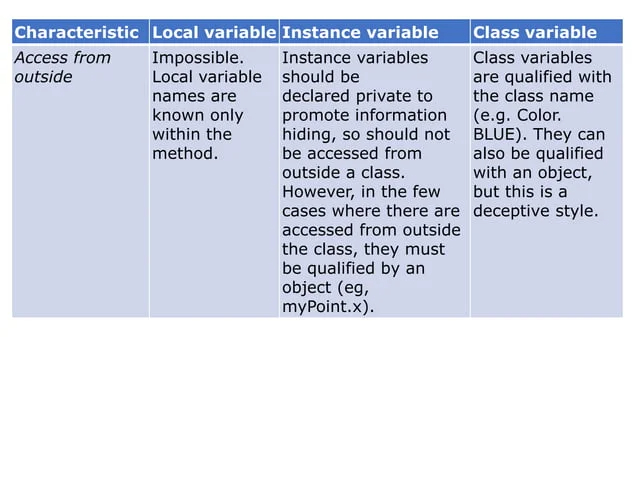 Characteristic Local variable Instance variable Class variable
Access from
outside
Impossible.
Local variable
names are
known only
within the
method.
Instance variables
should be
declared private to
promote information
hiding, so should not
be accessed from
outside a class.
However, in the few
cases where there are
accessed from outside
the class, they must
be qualified by an
object (eg,
myPoint.x).
Class variables
are qualified with
the class name
(e.g. Color.
BLUE). They can
also be qualified
with an object,
but this is a
deceptive style.